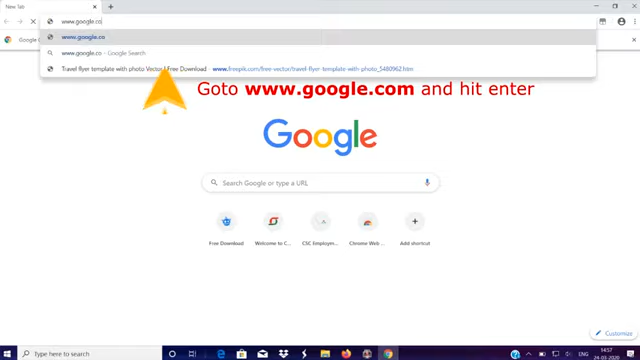 New Tab
www.google.co
www.google.co
www.google.co - Google Search
Travel flyer template with photo Vector | Free Download www.freepik.com/free-vector/travel-flyer-template-with-photo_5480962.htm
Google
Goto www.google.com and hit enter
Google
Search Google or type a URL
Free Download
Welcome to C...
CSC Employm...
Chrome Web ...
Add shortcut
Customize
Type here to search
ENG
14:57
24-03-2020